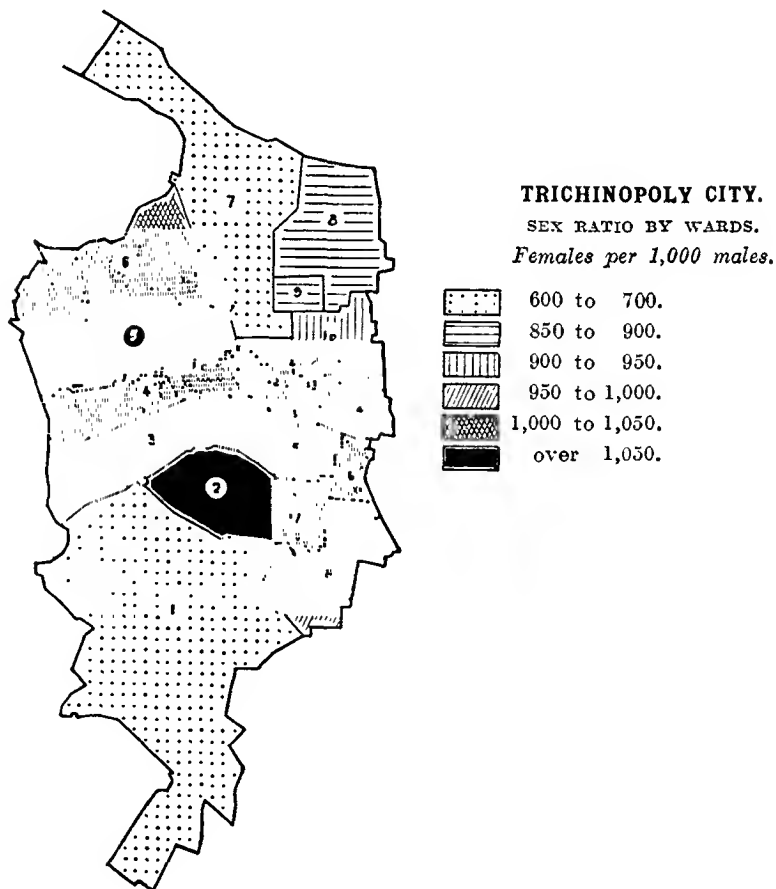 TRICHINOPOLY CITY.
SEX RATIO BY WARDS.
Females per 1,000 males.
600 to 700.
850 to 900.
900 to 950.
950 to 1,000.
1,000 to 1,050.
over 1,050.
7
8
9
6
10
4
3
2
1